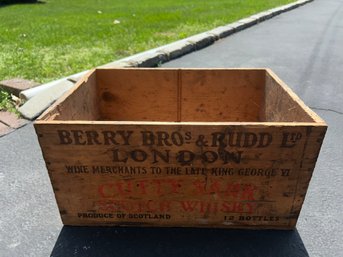 BERRY BROS & RUDD LTD
LONDON
WINE MERCHANTS TO THE LATE KING GEORGE VI
CUTTY SARK
SCOTCH WHISKY
PRODUCE OF SCOTLAND 12 BOTTLES